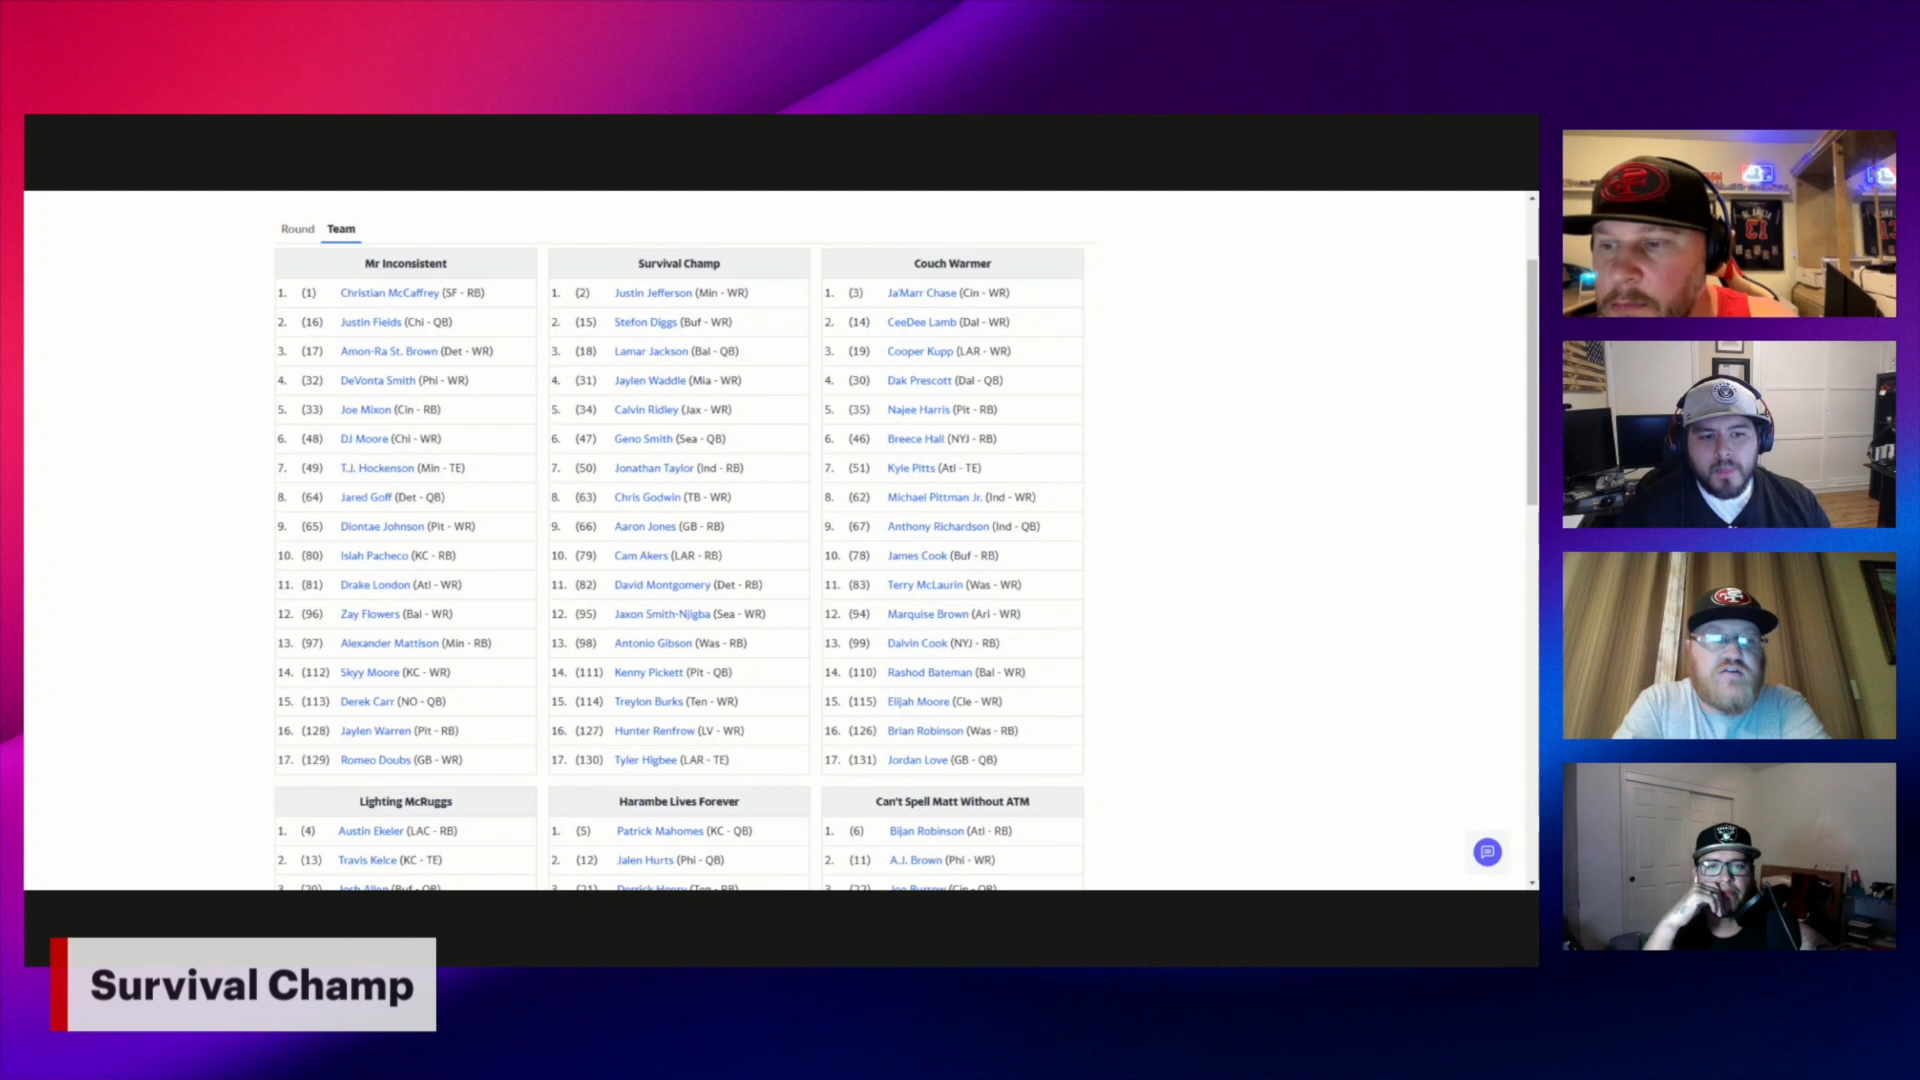 Round Team
Mr Inconsistent
1. (1) Christian McCaffrey (SF - RB)
2. (16) Justin Fields (Chi - QB)
3. (17) Amon-Ra St. Brown (Det - WR)
4. (32) DeVonta Smith (Phi - WR)
5. (33) Joe Mixon (Cin - RB)
6. (48) DJ Moore (Chi - WR)
7. (49) T.J. Hockenson (Min - TE)
8. (64) Jared Goff (Det - QB)
9. (65) Diontae Johnson (Pit - WR)
10. (80) Isiah Pacheco (KC - RB)
11. (81) Drake London (Atl - WR)
12. (96) Zay Flowers (Bal - WR)
13. (97) Alexander Mattison (Min - RB)
14. (112) Skyy Moore (KC - WR)
15. (113) Derek Carr (NO - QB)
16. (128) Jaylen Warren (Pit - RB)
17. (129) Romeo Doubs (GB - WR)
Survival Champ
1. (2) Justin Jefferson (Min - WR)
2. (15) Stefon Diggs (Buf - WR)
3. (18) Lamar Jackson (Bal - QB)
4. (31) Jaylen Waddle (Mia - WR)
5. (34) Calvin Ridley (Jax - WR)
6. (47) Geno Smith (Sea - QB)
7. (50) Jonathan Taylor (Ind - RB)
8. (63) Chris Godwin (TB - WR)
9. (66) Aaron Jones (GB - RB)
10. (79) Cam Akers (LAR - RB)
11. (82) David Montgomery (Det - RB)
12. (95) Jaxon Smith-Njigba (Sea - WR)
13. (98) Antonio Gibson (Was - RB)
14. (111) Kenny Pickett (Pit - QB)
15. (114) Treylon Burks (Ten - WR)
16. (127) Hunter Renfrow (LV - WR)
17. (130) Tyler Higbee (LAR - TE)
Couch Warmer
1. (3) Ja'Marr Chase (Cin - WR)
2. (14) CeeDee Lamb (Dal - WR)
3. (19) Cooper Kupp (LAR - WR)
4. (30) Dak Prescott (Dal - QB)
5. (35) Najee Harris (Pit - RB)
6. (46) Breece Hall (NYJ - RB)
7. (51) Kyle Pitts (Atl - TE)
8. (62) Michael Pittman Jr. (Ind - WR)
9. (67) Anthony Richardson (Ind - QB)
10. (78) James Cook (Buf - RB)
11. (83) Terry McLaurin (Was - WR)
12. (94) Marquise Brown (Ari - WR)
13. (99) Dalvin Cook (NYJ - RB)
14. (110) Rashod Bateman (Bal - WR)
15. (115) Elijah Moore (Cle - WR)
16. (126) Brian Robinson (Was - RB)
17. (131) Jordan Love (GB - QB)
Lighting McRuggs
1. (4) Austin Ekeler (LAC - RB)
2. (13) Travis Kelce (KC - TE)
3. (20) Josh Allen (Buf - QB)
Harambe Lives Forever
1. (5) Patrick Mahomes (KC - QB)
2. (12) Jalen Hurts (Phi - QB)
3. (21) Derrick Henry (Ten - RB)
Can't Spell Matt Without ATM
1. (6) Bijan Robinson (Atl - RB)
2. (11) A.J. Brown (Phi - WR)
3. (22) Joe Burrow (Cin - QB)
Survival Champ
13